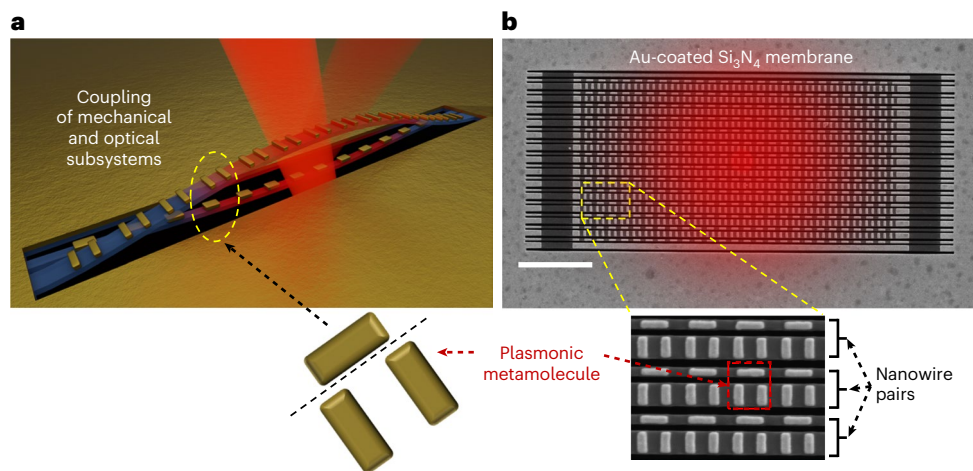 a
Coupling
of mechanical
and optical
subsystems
b
Au-coated Si₃N₄ membrane
Plasmonic
metamolecule
Nanowire
pairs